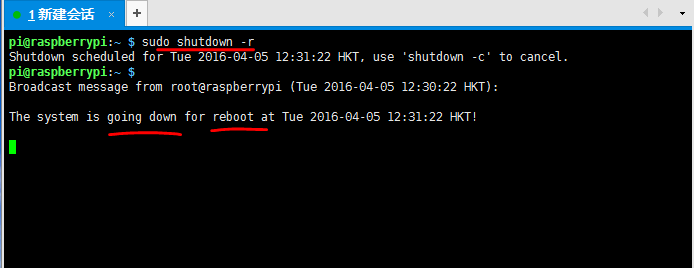 1 新建会话 × +
pi@raspberrypi:~ $ sudo shutdown -r
Shutdown scheduled for Tue 2016-04-05 12:31:22 HKT, use 'shutdown -c' to cancel.
pi@raspberrypi:~ $
Broadcast message from root@raspberrypi (Tue 2016-04-05 12:30:22 HKT):
The system is going down for reboot at Tue 2016-04-05 12:31:22 HKT!